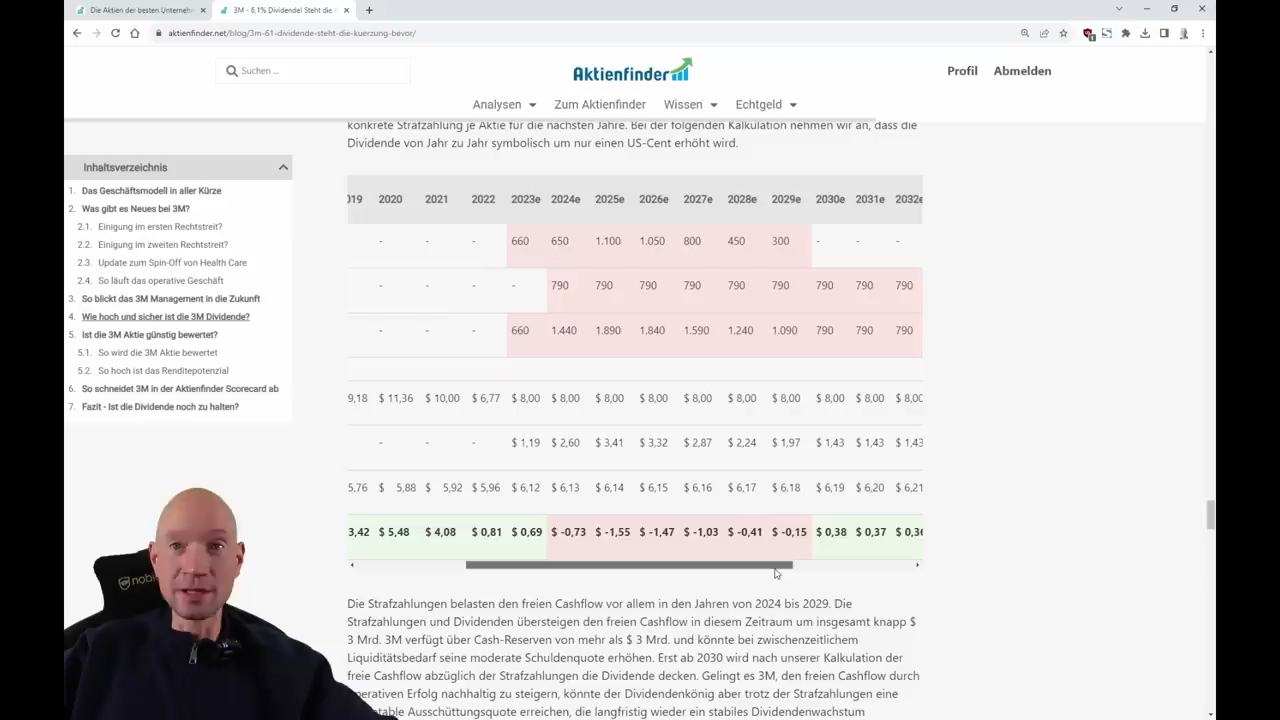 Die Aktien der besten Unternehm
3M - 6,1% Dividende! Steht die
aktienfinder.net/blog/3m-61-dividende-steht-die-kuerzung-bevor/
Suchen ...
Aktienfinder
Profil
Abmelden
Analysen
Zum Aktienfinder
Wissen
Echtgeld
konkrete Strafzahlung je Aktie für die nächsten Jahre. Bei der folgenden Kalkulation nehmen wir an, dass die
Dividende von Jahr zu Jahr symbolisch um nur einen US-Cent erhöht wird.
Inhaltsverzeichnis
1. Das Geschäftsmodell in aller Kürze
2. Was gibt es Neues bei 3M?
2.1. Einigung im ersten Rechtstreit?
2.2. Einigung im zweiten Rechtstreit?
2.3. Update zum Spin-Off von Health Care
2.4. So läuft das operative Geschäft
3. So blickt das 3M Management in die Zukunft
4. Wie hoch und sicher ist die 3M Dividende?
5. Ist die 3M Aktie günstig bewertet?
5.1. So wird die 3M Aktie bewertet
5.2. So hoch ist das Renditepotenzial
6. So schneidet 3M in der Aktienfinder Scorecard ab
7. Fazit - Ist die Dividende noch zu halten?
019 2020 2021 2022 2023e 2024e 2025e 2026e 2027e 2028e 2029e 2030e 2031e 2032e
- - - 660 650 1.100 1.050 800 450 300 - - -
- - - - 790 790 790 790 790 790 790 790 790
- - - 660 1.440 1.890 1.840 1.590 1.240 1.090 790 790 790
9,18 $ 11,36 $ 10,00 $ 6,77 $ 8,00 $ 8,00 $ 8,00 $ 8,00 $ 8,00 $ 8,00 $ 8,00 $ 8,00 $ 8,00 $ 8,00
- - - $ 1,19 $ 2,60 $ 3,41 $ 3,32 $ 2,87 $ 2,24 $ 1,97 $ 1,43 $ 1,43 $ 1,43
5,76 $ 5,88 $ 5,92 $ 5,96 $ 6,12 $ 6,13 $ 6,14 $ 6,15 $ 6,16 $ 6,17 $ 6,18 $ 6,19 $ 6,20 $ 6,21
3,42 $ 5,48 $ 4,08 $ 0,81 $ 0,69 $ -0,73 $ -1,55 $ -1,47 $ -1,03 $ -0,41 $ -0,15 $ 0,38 $ 0,37 $ 0,36
Die Strafzahlungen belasten den freien Cashflow vor allem in den Jahren von 2024 bis 2029. Die
Strafzahlungen und Dividenden übersteigen den freien Cashflow in diesem Zeitraum um insgesamt knapp $
3 Mrd. 3M verfügt über Cash-Reserven von mehr als $ 3 Mrd. und könnte bei zwischenzeitlichem
Liquiditätsbedarf seine moderate Schuldenquote erhöhen. Erst ab 2030 wird nach unserer Kalkulation der
freie Cashflow abzüglich der Strafzahlungen die Dividende decken. Gelingt es 3M, den freien Cashflow durch
operativen Erfolg nachhaltig zu steigern, könnte der Dividendenkönig aber trotz der Strafzahlungen eine
table Ausschüttungsquote erreichen, die langfristig wieder ein stabiles Dividendenwachstum
noble